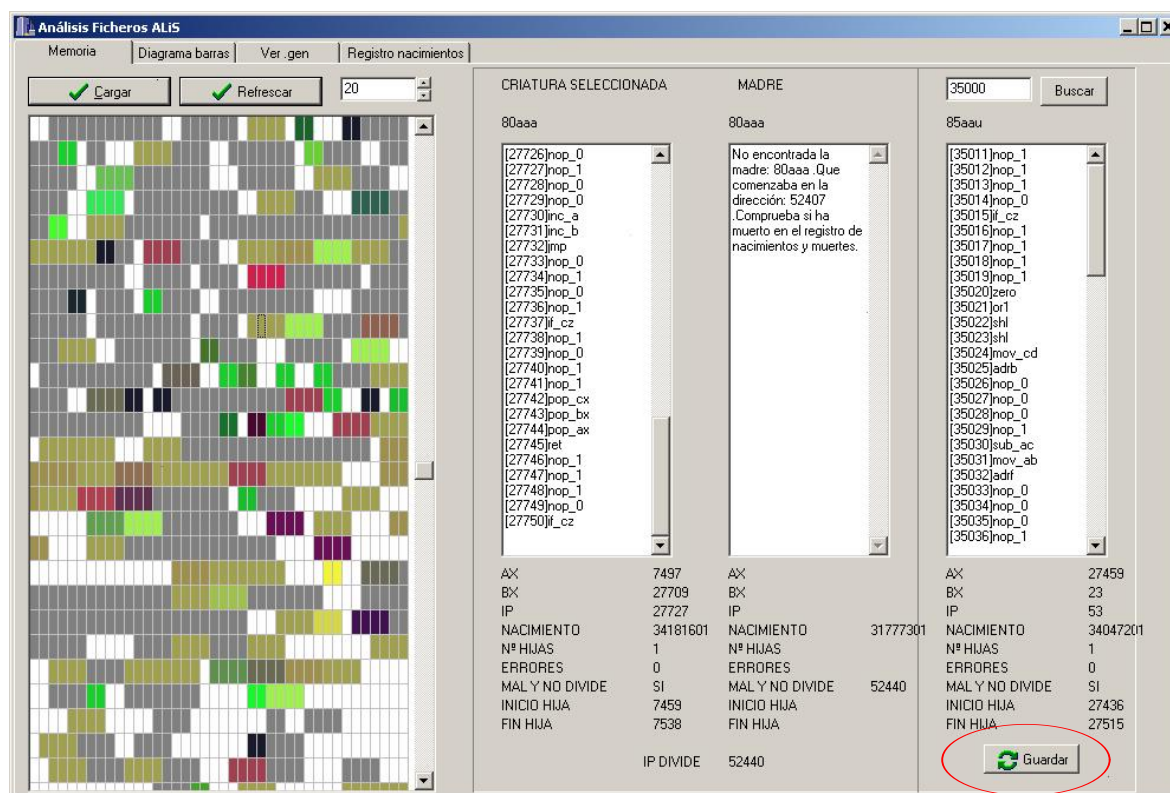 Análisis Ficheros ALiS
Memoria Diagrama barras Ver .gen Registro nacimientos
Cargar Refrescar 20
CRIATURA SELECCIONADA MADRE 35000 Buscar
80aaa 80aaa 85aau
[27726]nop_0
[27727]nop_1
[27728]nop_0
[27729]nop_0
[27730]inc_a
[27731]inc_b
[27732]jmp
[27733]nop_0
[27734]nop_1
[27735]nop_0
[27736]nop_1
[27737]if_cz
[27738]nop_1
[27739]nop_0
[27740]nop_1
[27741]nop_1
[27742]pop_cx
[27743]pop_bx
[27744]pop_ax
[27745]ret
[27746]nop_1
[27747]nop_1
[27748]nop_1
[27749]nop_0
[27750]if_cz
No encontrada la
madre: 80aaa .Que
comenzaba en la
dirección: 52407
.Comprueba si ha
muerto en el registro de
nacimientos y muertes.
[35011]nop_1
[35012]nop_1
[35013]nop_1
[35014]nop_0
[35015]if_cz
[35016]nop_1
[35017]nop_1
[35018]nop_1
[35019]nop_1
[35020]zero
[35021]or1
[35022]shl
[35023]shl
[35024]mov_cd
[35025]adrb
[35026]nop_0
[35027]nop_0
[35028]nop_0
[35029]nop_1
[35030]sub_ac
[35031]mov_ab
[35032]adrf
[35033]nop_0
[35034]nop_0
[35035]nop_0
[35036]nop_1
AX 7497 AX AX 27459
BX 27709 BX BX 23
IP 27727 IP IP 53
NACIMIENTO 34181601 NACIMIENTO 31777301 NACIMIENTO 34047201
Nº HIJAS 1 Nº HIJAS Nº HIJAS 1
ERRORES 0 ERRORES ERRORES 0
MAL Y NO DIVIDE SI MAL Y NO DIVIDE 52440 MAL Y NO DIVIDE SI
INICIO HIJA 7459 INICIO HIJA INICIO HIJA 27436
FIN HIJA 7538 FIN HIJA FIN HIJA 27515
IP DIVIDE 52440 Guardar